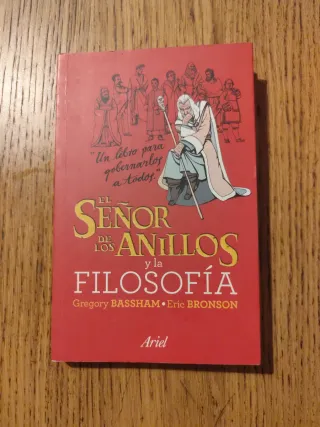 "Un libro para
gobernarlos
a todos."
EL
SEÑOR
DE LOS ANILLOS
y la
FILOSOFÍA
Gregory BASSHAM • Eric BRONSON
Ariel